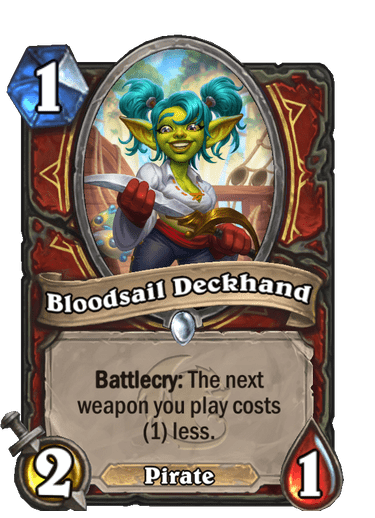 1
Bloodsail Deckhand
Battlecry: The next
weapon you play costs
(1) less.
2
Pirate
1